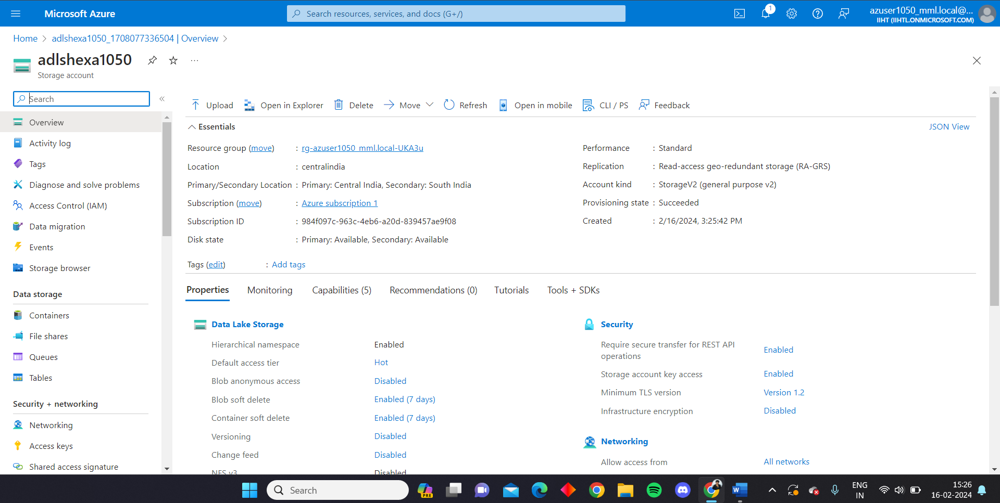 Microsoft Azure
Search resources, services, and docs (G+/)
1
azuser1050_mml.local@...
IIHT (IIHTL.ONMICROSOFT.COM)
Home > adlshexa1050_1708077336504 | Overview >
adlshexa1050
Storage account
Search
Overview
Activity log
Tags
Diagnose and solve problems
Access Control (IAM)
Data migration
Events
Storage browser
Data storage
Containers
File shares
Queues
Tables
Security + networking
Networking
Access keys
Shared access signature
Upload Open in Explorer Delete Move Refresh Open in mobile CLI / PS Feedback
Essentials
JSON View
Resource group (move) : rg-azuser1050_mml.local-UKA3u
Location : centralindia
Primary/Secondary Location : Primary: Central India, Secondary: South India
Subscription (move) : Azure subscription 1
Subscription ID : 984f097c-963c-4eb6-a20d-839457ae9f08
Disk state : Primary: Available, Secondary: Available
Performance : Standard
Replication : Read-access geo-redundant storage (RA-GRS)
Account kind : StorageV2 (general purpose v2)
Provisioning state : Succeeded
Created : 2/16/2024, 3:25:42 PM
Tags (edit) : Add tags
Properties Monitoring Capabilities (5) Recommendations (0) Tutorials Tools + SDKs
Data Lake Storage
Hierarchical namespace Enabled
Default access tier Hot
Blob anonymous access Disabled
Blob soft delete Enabled (7 days)
Container soft delete Enabled (7 days)
Versioning Disabled
Change feed Disabled
NFS v3 Disabled
Security
Require secure transfer for REST API
operations Enabled
Storage account key access Enabled
Minimum TLS version Version 1.2
Infrastructure encryption Disabled
Networking
Allow access from All networks
Search
PRE
W
ENG
IN
15:26
16-02-2024